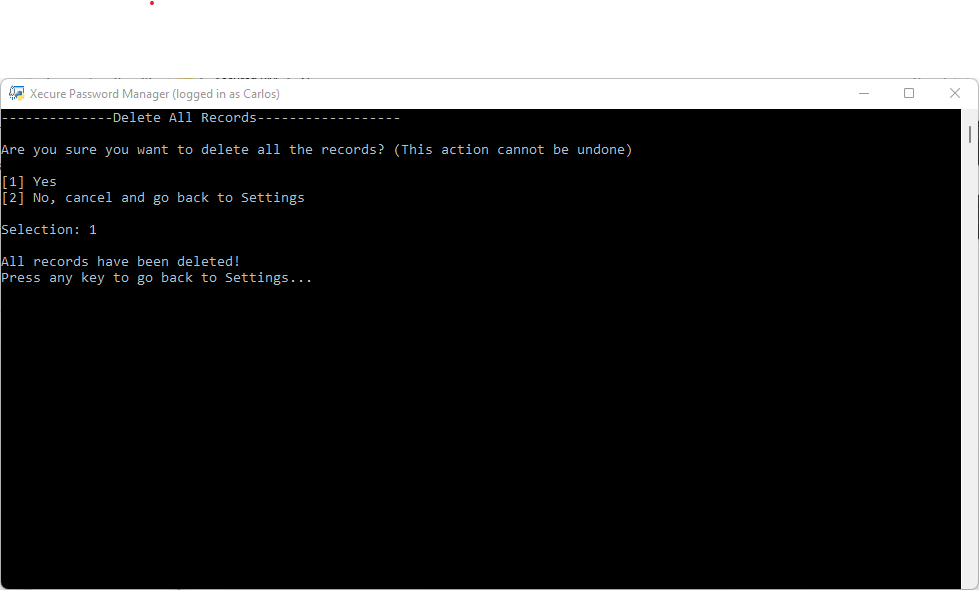 Xecure Password Manager (logged in as Carlos)
--------------Delete All Records------------------
Are you sure you want to delete all the records? (This action cannot be undone)
[1] Yes
[2] No, cancel and go back to Settings
Selection: 1
All records have been deleted!
Press any key to go back to Settings...